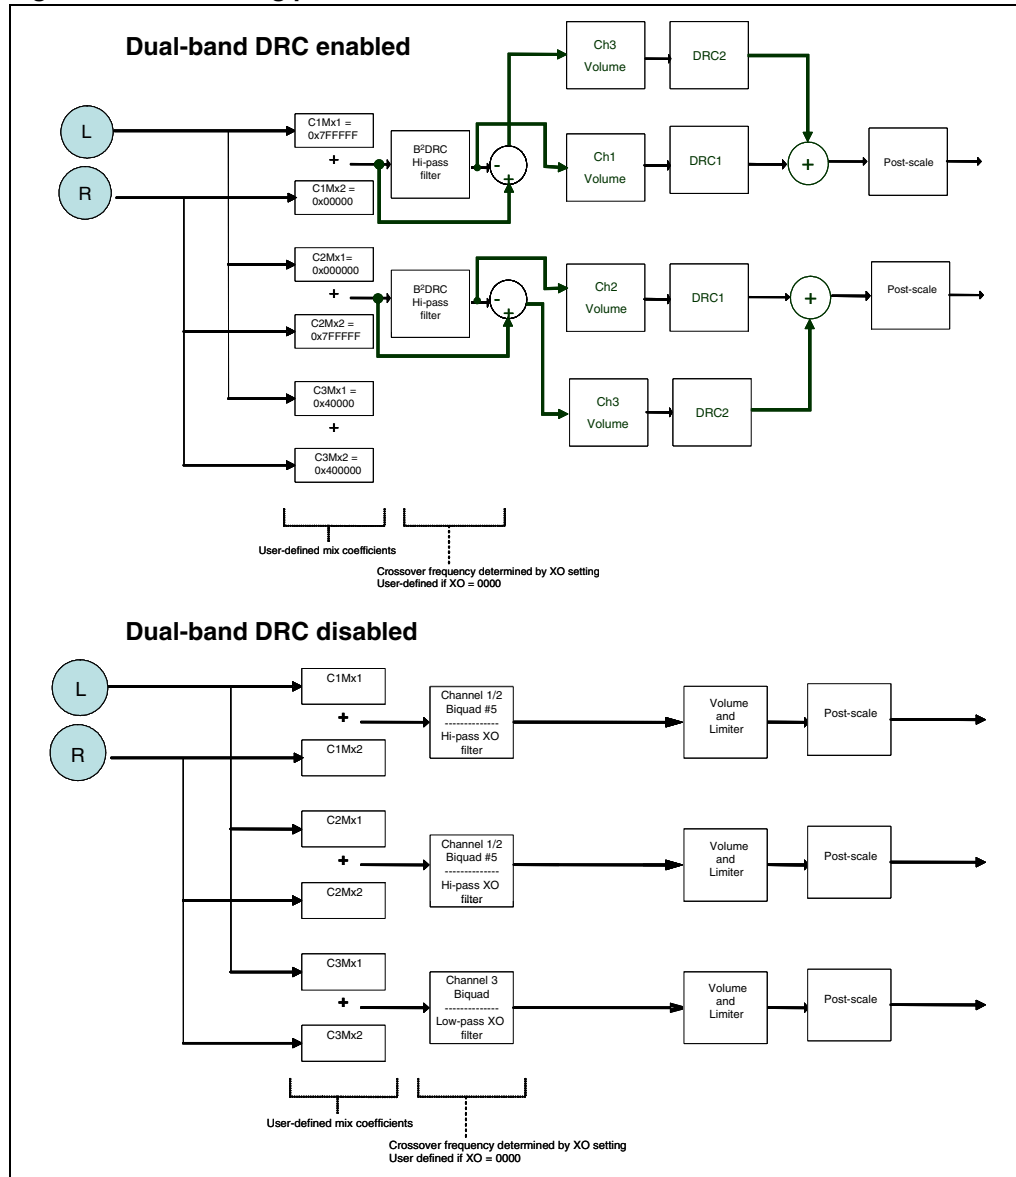 Dual-band DRC enabled
Ch3
Volume
DRC2
L
C1Mx1 =
0x7FFFFF
+
B²DRC
Hi-pass
filter
-
+
Ch1
Volume
DRC1
+
Post-scale
R
C1Mx2 =
0x00000
C2Mx1=
0x000000
+
B²DRC
Hi-pass
filter
-
+
Ch2
Volume
DRC1
+
Post-scale
C2Mx2 =
0x7FFFFF
C3Mx1 =
0x40000
+
C3Mx2 =
0x400000
Ch3
Volume
DRC2
User-defined mix coefficients
Crossover frequency determined by XO setting
User-defined if XO = 0000
Dual-band DRC disabled
L
C1Mx1
+
Channel 1/2
Biquad #5
--------------
Hi-pass XO
filter
Volume
and
Limiter
Post-scale
R
C1Mx2
C2Mx1
+
Channel 1/2
Biquad #5
--------------
Hi-pass XO
filter
Volume
and
Limiter
Post-scale
C2Mx2
C3Mx1
+
Channel 3
Biquad
--------------
Low-pass XO
filter
Volume
and
Limiter
Post-scale
C3Mx2
User-defined mix coefficients
Crossover frequency determined by XO setting
User defined if XO = 0000